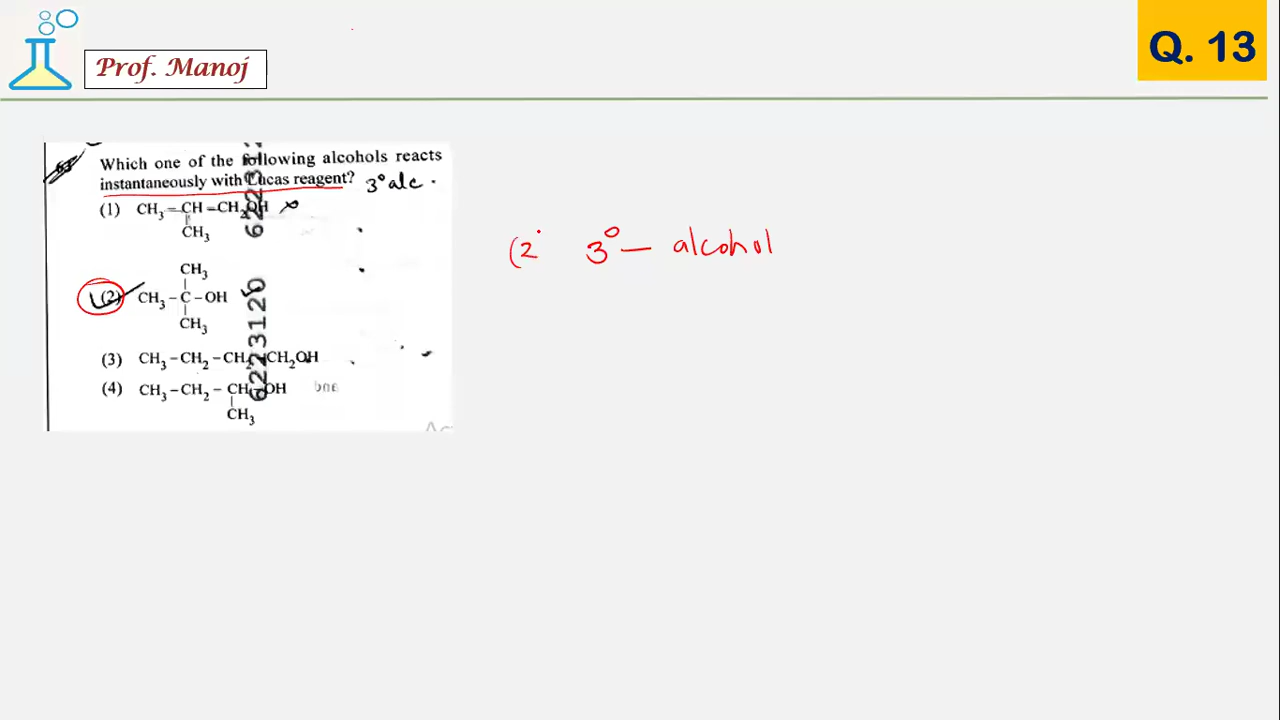 Prof. Manoj
Q. 13
Which one of the following alcohols reacts
instantaneously with Lucas reagent? 3° alc.
(1) CH₃ – CH – CH₂OH
|
CH₃
CH₃
|
(2) CH₃ – C – OH
|
CH₃
(3) CH₃ – CH₂ – CH₂ – CH₂OH
(4) CH₃ – CH₂ – CH – OH
|
CH₃
6223120
(2 3° — alcohol